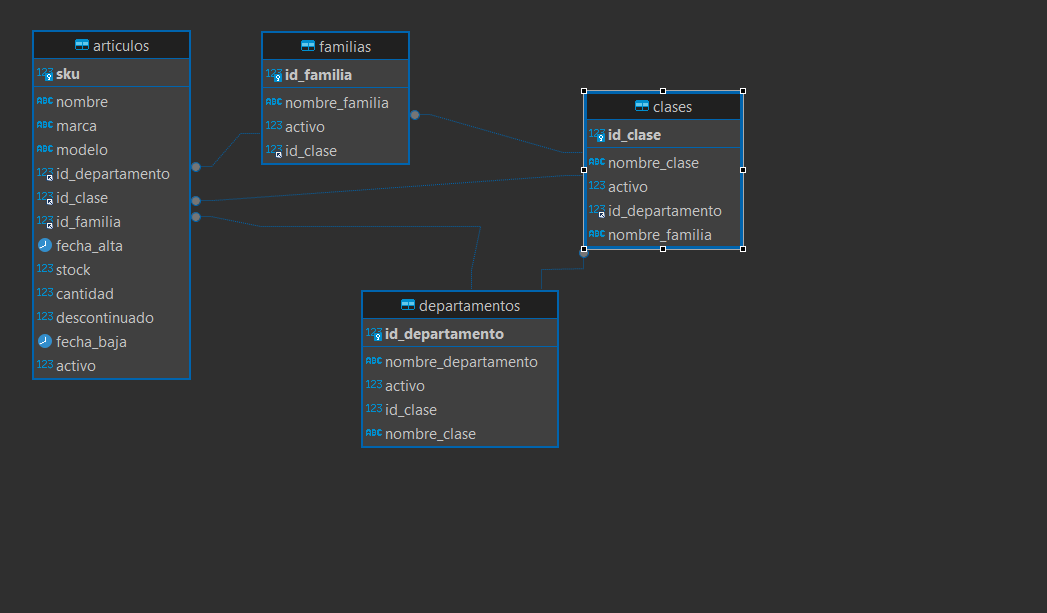 articulos
123 sku
ABC nombre
ABC marca
ABC modelo
123 id_departamento
123 id_clase
123 id_familia
fecha_alta
123 stock
123 cantidad
123 descontinuado
fecha_baja
123 activo
familias
123 id_familia
ABC nombre_familia
123 activo
123 id_clase
clases
123 id_clase
ABC nombre_clase
123 activo
123 id_departamento
ABC nombre_familia
departamentos
123 id_departamento
ABC nombre_departamento
123 activo
123 id_clase
ABC nombre_clase